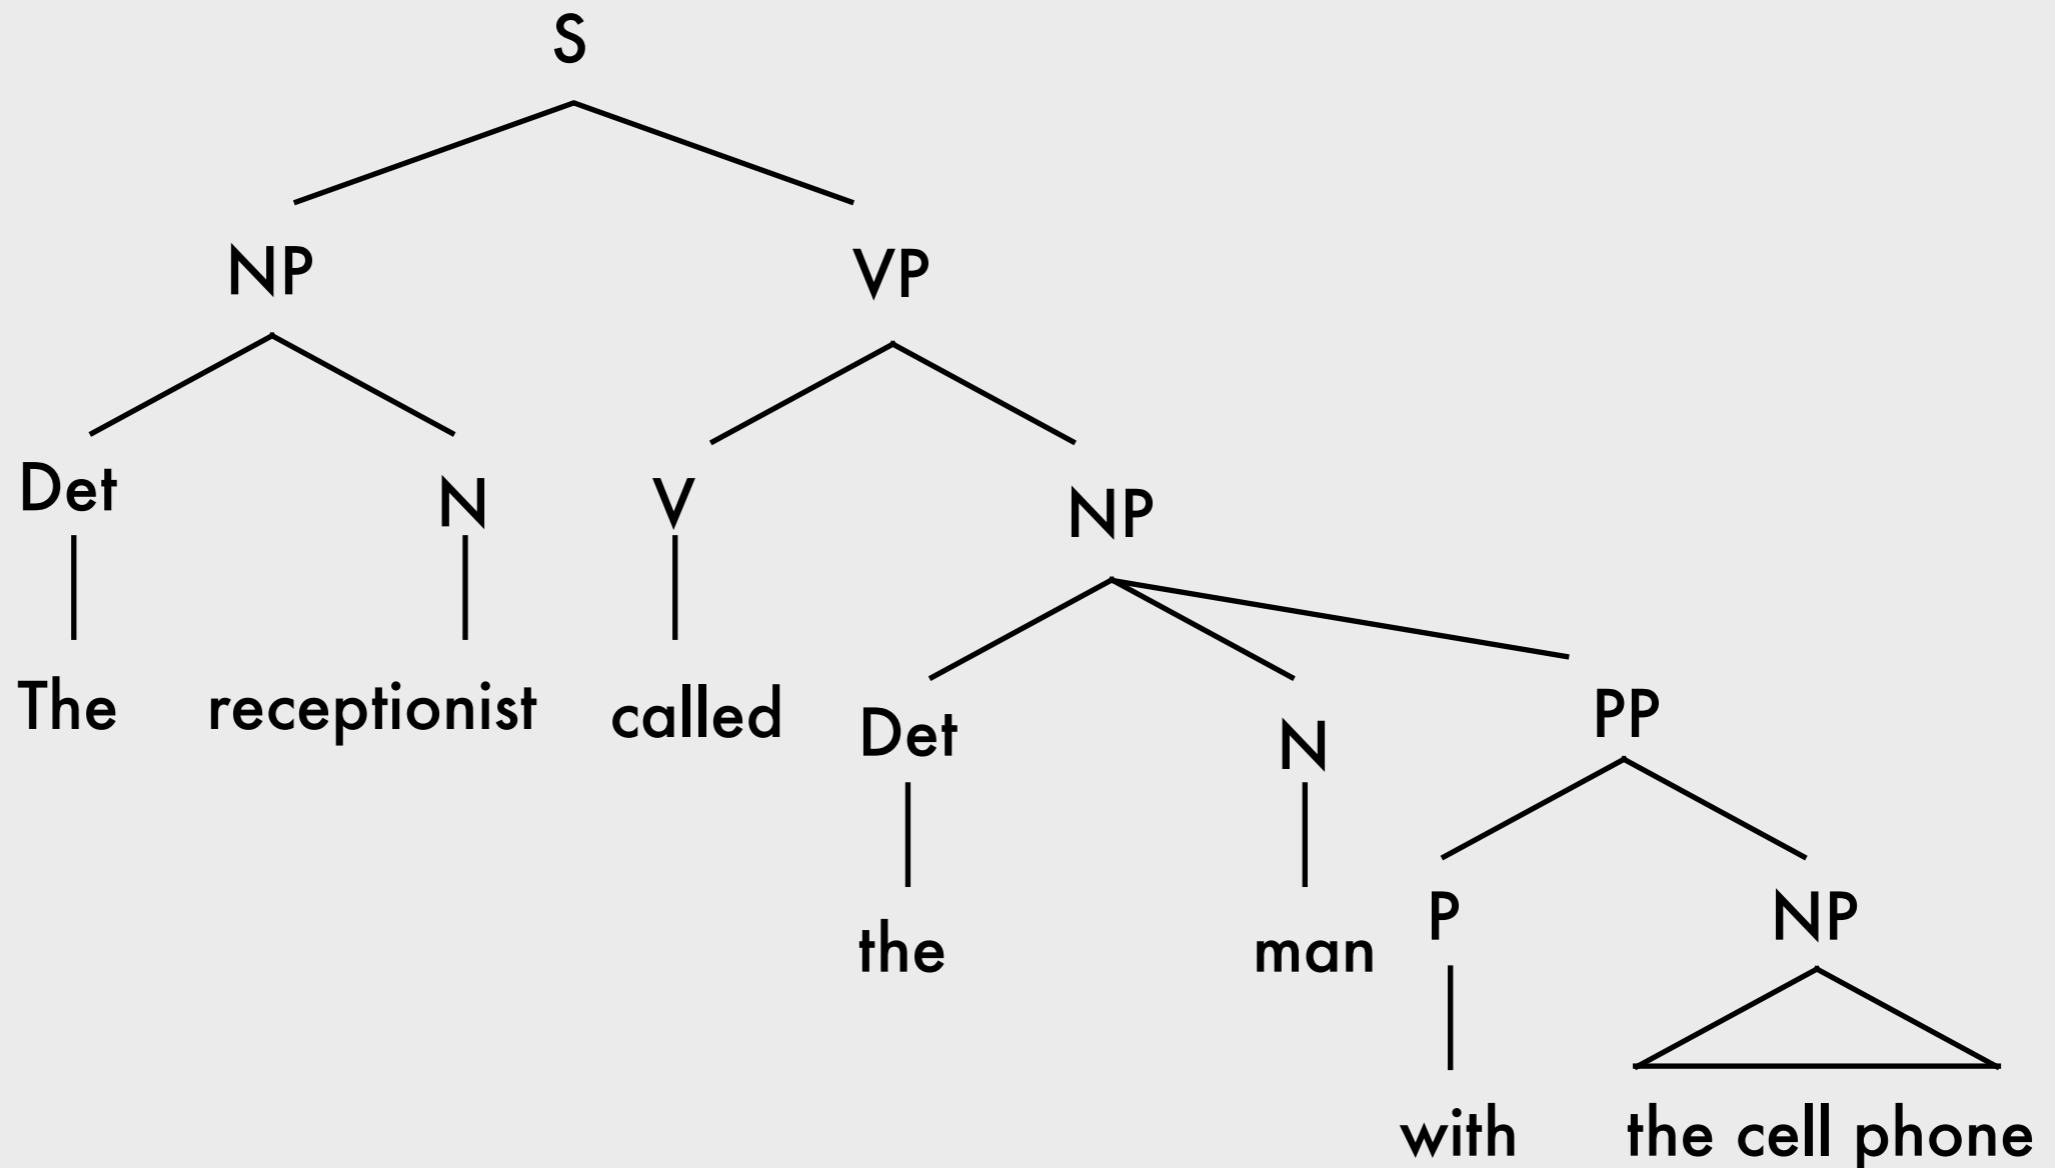 S
NP VP
Det N V NP
The receptionist called Det N PP
the man P NP
with the cell phone